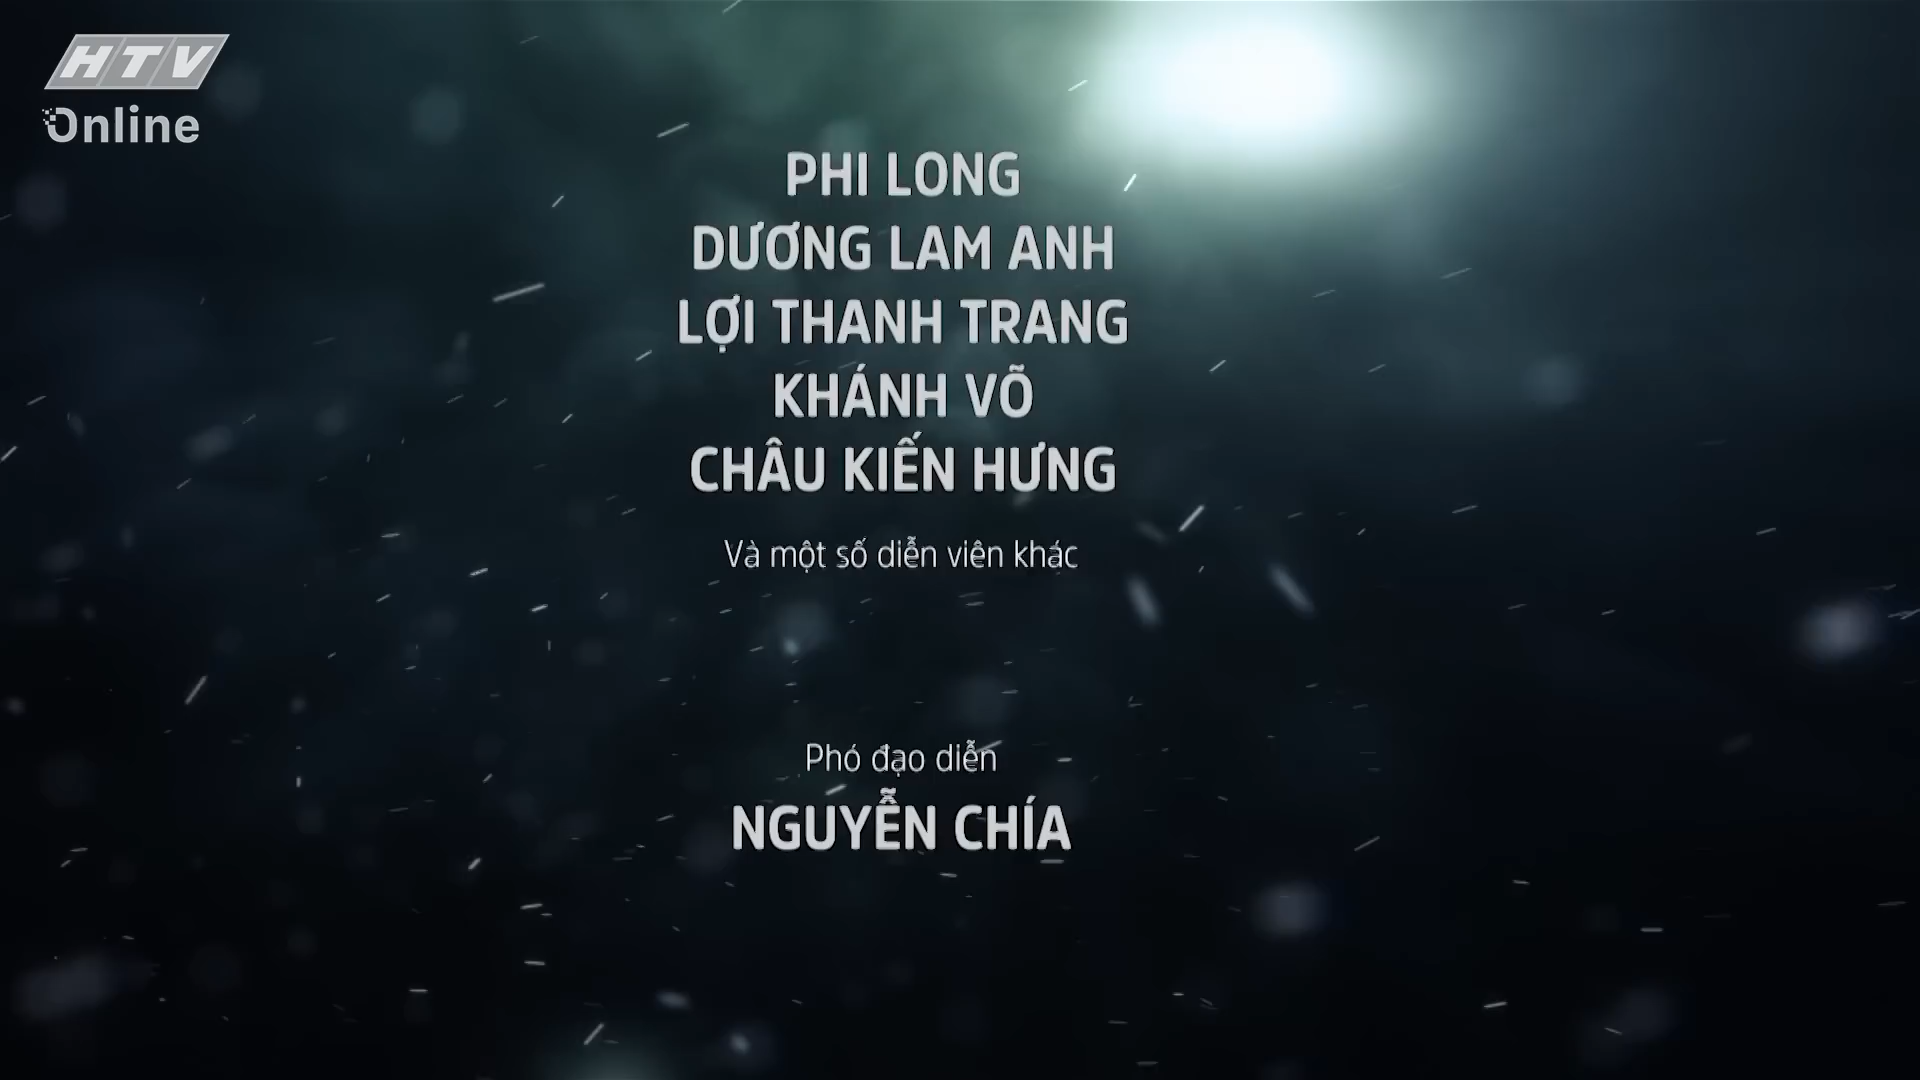 HTV
Online
PHI LONG
DƯƠNG LAM ANH
LỢI THANH TRANG
KHÁNH VÕ
CHÂU KIẾN HƯNG
Và một số diễn viên khác
Phó đạo diễn
NGUYỄN CHÍA